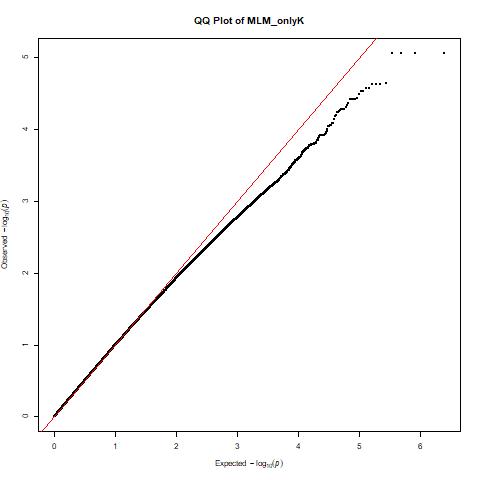 QQ Plot of MLM_onlyK
Observed −log₁₀(p)
5
4
3
2
1
0
0 1 2 3 4 5 6
Expected −log₁₀(p)